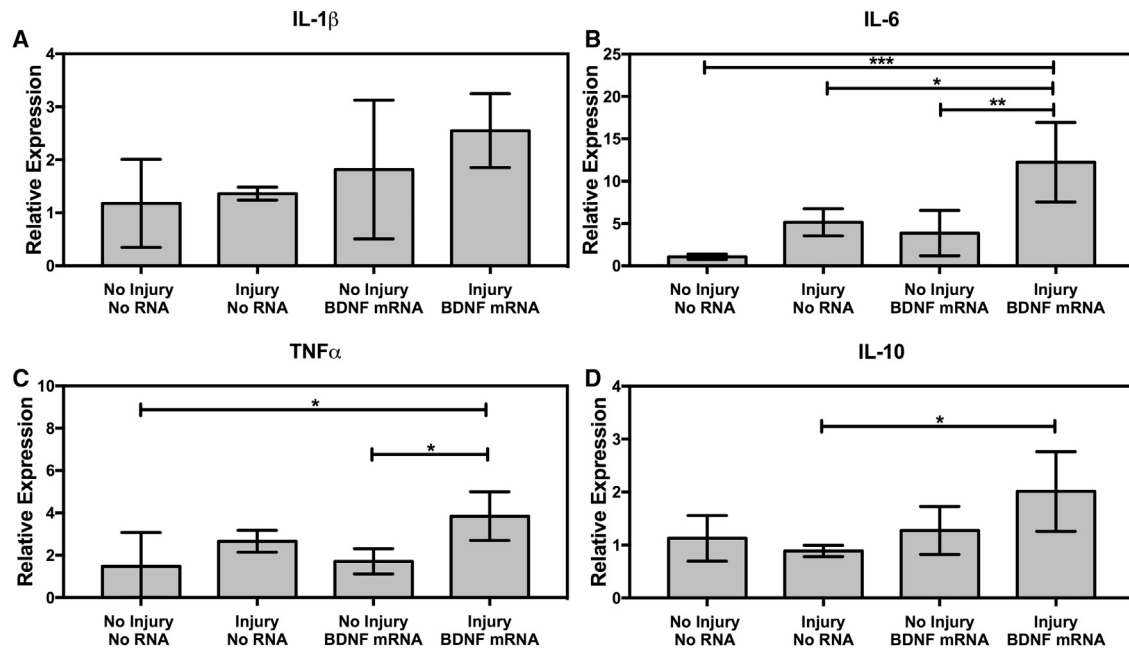 A
IL-1β
Relative Expression
4
3
2
1
0
No Injury
No RNA
Injury
No RNA
No Injury
BDNF mRNA
Injury
BDNF mRNA
B
IL-6
Relative Expression
25
20
15
10
5
0
***
*
**
No Injury
No RNA
Injury
No RNA
No Injury
BDNF mRNA
Injury
BDNF mRNA
C
TNFα
Relative Expression
10
8
6
4
2
0
*
*
No Injury
No RNA
Injury
No RNA
No Injury
BDNF mRNA
Injury
BDNF mRNA
D
IL-10
Relative Expression
4
3
2
1
0
*
No Injury
No RNA
Injury
No RNA
No Injury
BDNF mRNA
Injury
BDNF mRNA